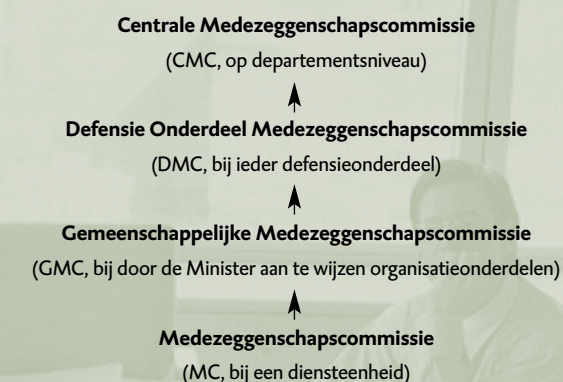 Centrale Medezeggenschapscommissie
(CMC, op departementsniveau)
Defensie Onderdeel Medezeggenschapscommissie
(DMC, bij ieder defensieonderdeel)
Gemeenschappelijke Medezeggenschapscommissie
(GMC, bij door de Minister aan te wijzen organisatieonderdelen)
Medezeggenschapscommissie
(MC, bij een diensteenheid)